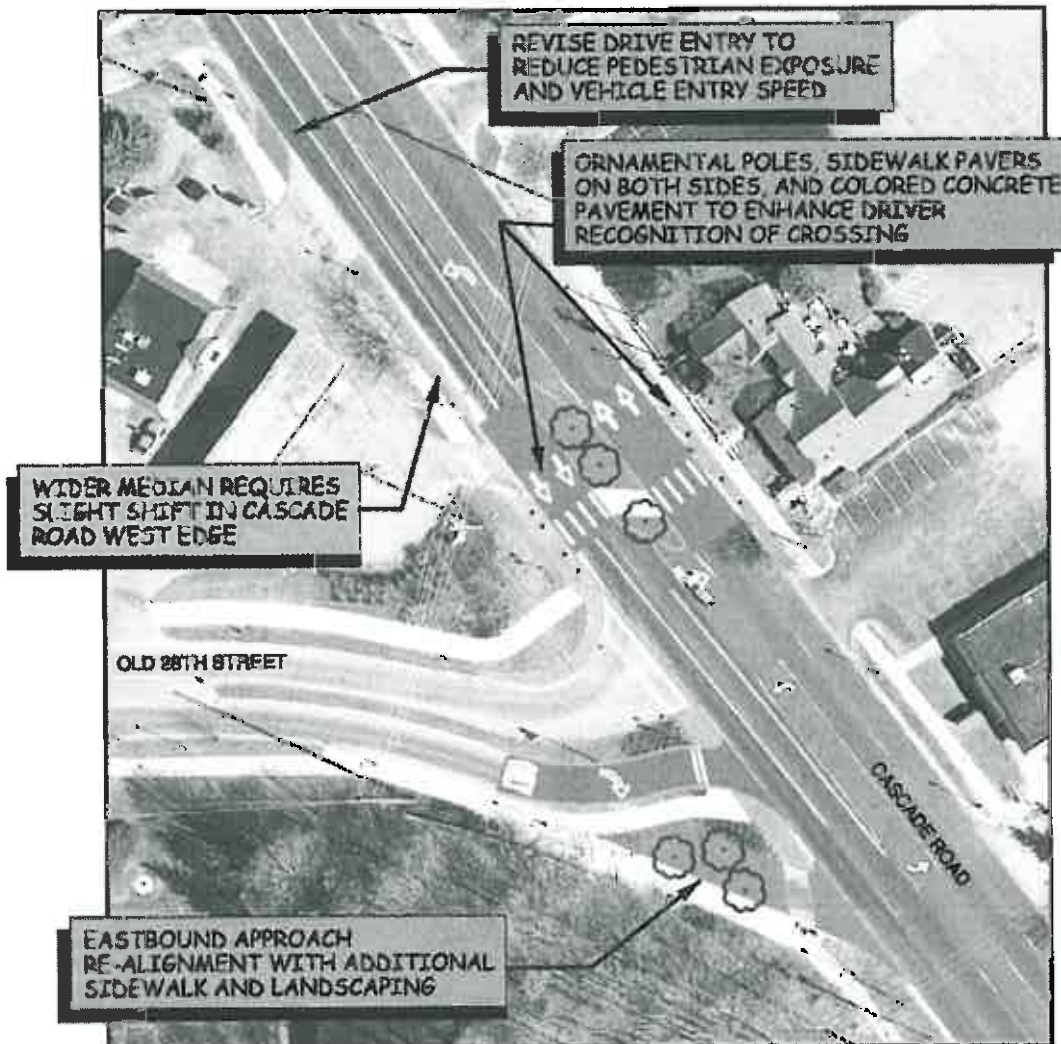 REVISE DRIVE ENTRY TO
REDUCE PEDESTRIAN EXPOSURE
AND VEHICLE ENTRY SPEED
ORNAMENTAL POLES, SIDEWALK PAVERS
ON BOTH SIDES, AND COLORED CONCRETE
PAVEMENT TO ENHANCE DRIVER
RECOGNITION OF CROSSING
WIDER MEDIAN REQUIRES
SLIGHT SHIFT IN CASCADE
ROAD WEST EDGE
OLD 28TH STREET
CASCADE ROAD
EASTBOUND APPROACH
RE-ALIGNMENT WITH ADDITIONAL
SIDEWALK AND LANDSCAPING